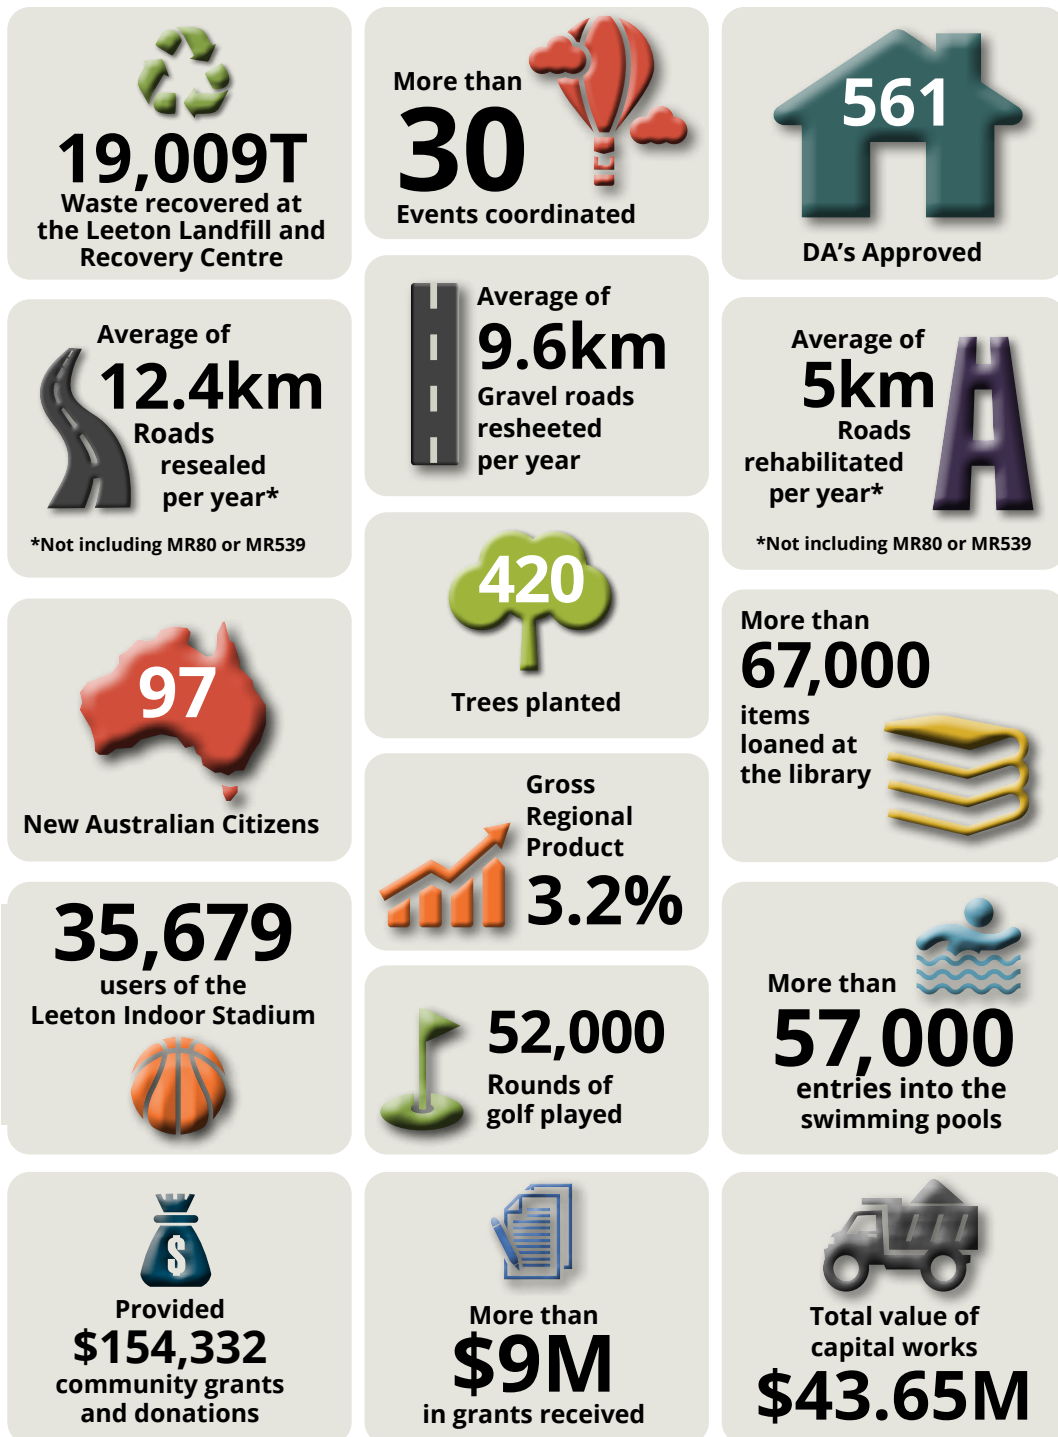 19,009T
Waste recovered at
the Leeton Landfill and
Recovery Centre
More than
30
Events coordinated
561
DA’s Approved
Average of
12.4km
Roads
resealed
per year*
*Not including MR80 or MR539
Average of
9.6km
Gravel roads
resheeted
per year
Average of
5km
Roads
rehabilitated
per year*
*Not including MR80 or MR539
97
New Australian Citizens
420
Trees planted
More than
67,000
items
loaned at
the library
Gross
Regional
Product
3.2%
35,679
users of the
Leeton Indoor Stadium
52,000
Rounds of
golf played
More than
57,000
entries into the
swimming pools
$
Provided
$154,332
community grants
and donations
More than
$9M
in grants received
Total value of
capital works
$43.65M